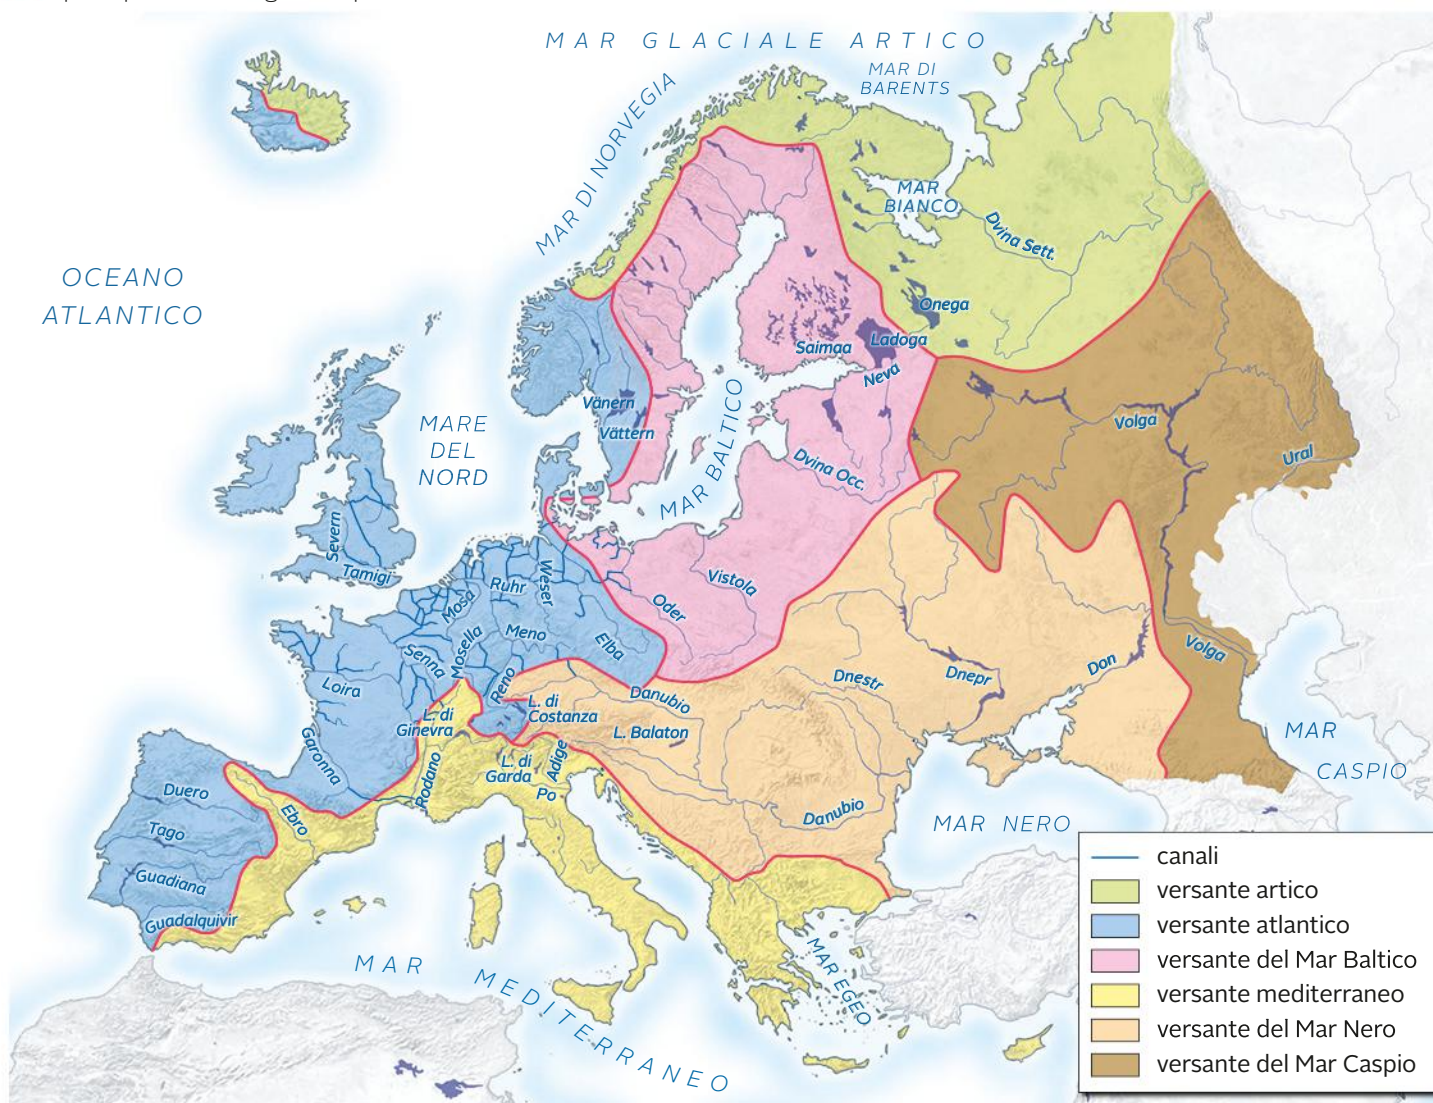 MAR GLACIALE ARTICO
MAR DI
BARENTS
MAR DI NORVEGIA
MAR
BIANCO
Dvina Sett.
OCEANO
ATLANTICO
Onega
Ladoga
Saimaa
Neva
Vänern
Vättern
MARE
DEL
NORD
MAR BALTICO
Dvina Occ.
Volga
Ural
Severn
Tamigi
Mosa
Ruhr
Weser
Vistola
Oder
Meno
Elba
Mosella
Senna
Reno
Loira
Danubio
L. di
Costanza
L. di
Ginevra
L. Balaton
Dnestr
Dnepr
Don
Volga
Garonna
Rodano
L. di
Garda
Adige
Po
Danubio
MAR
CASPIO
Duero
Ebro
Tago
Guadiana
Guadalquivir
MAR NERO
MAR EGEO
MAR MEDITERRANEO
canali
versante artico
versante atlantico
versante del Mar Baltico
versante mediterraneo
versante del Mar Nero
versante del Mar Caspio